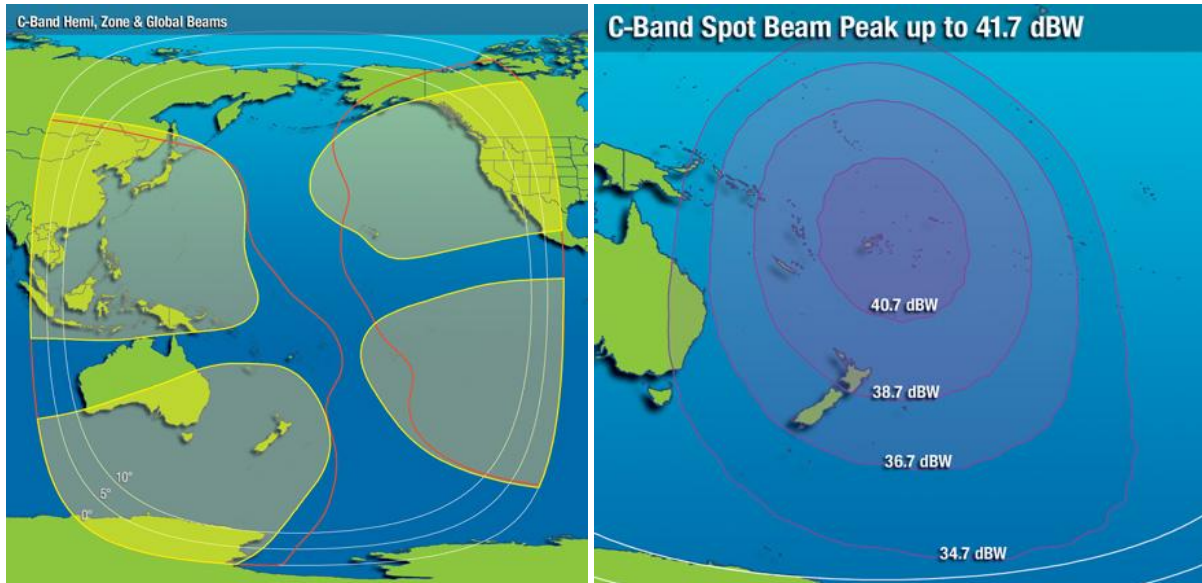 C-Band Hemi, Zone & Global Beams
10°
5°
0°
C-Band Spot Beam Peak up to 41.7 dBW
40.7 dBW
38.7 dBW
36.7 dBW
34.7 dBW